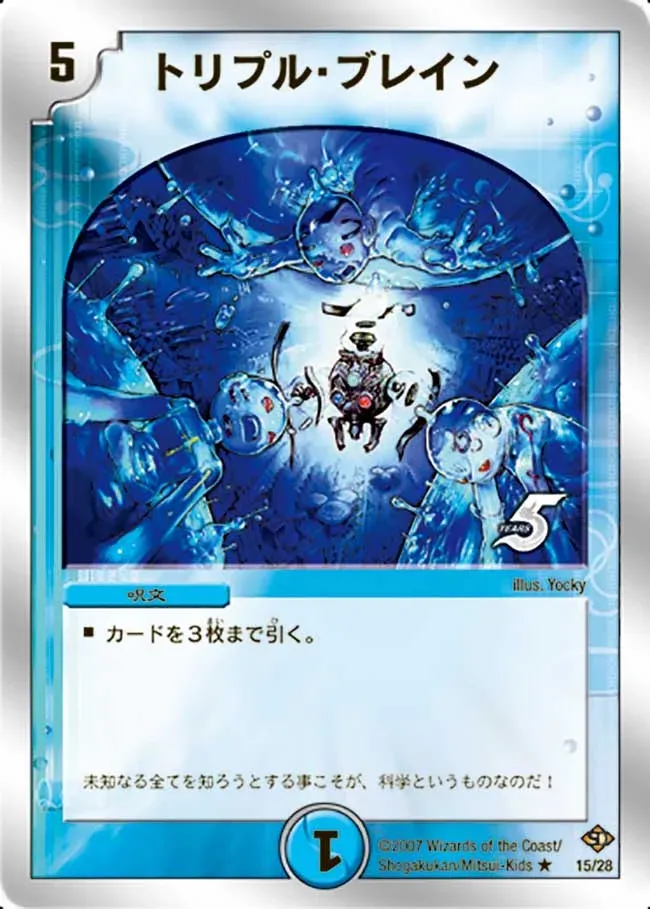 5
トリプル・ブレイン
5 YEARS
illus. Yocky
呪文
■ カードを3枚まで引く。
未知なる全てを知ろうとする事こそが、科学というものなのだ！
1
©2007 Wizards of the Coast/
Shogakukan/Mitsui-Kids ★
15/28